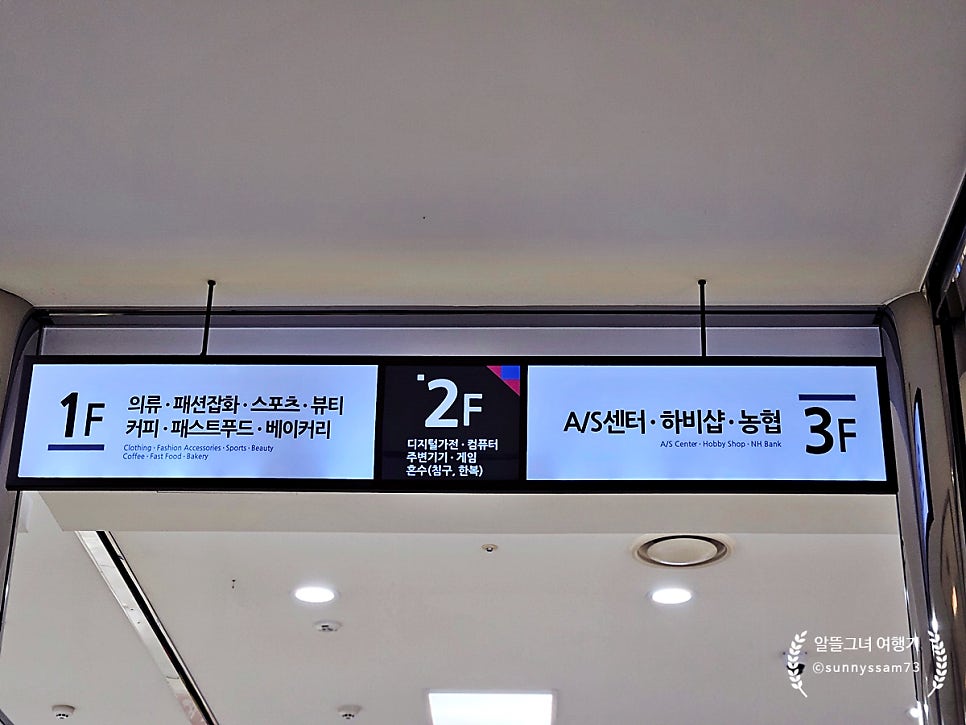 1F
의류·패션잡화·스포츠·뷰티
커피·패스트푸드·베이커리
Clothing·Fashion Accessories·Sports·Beauty
Coffee·Fast Food·Bakery
2F
디지털가전·컴퓨터
주변기기·게임
혼수(침구, 한복)
A/S센터·하비샵·농협
A/S Center·Hobby Shop·NH Bank
3F
알뜰그녀 여행기
©sunnyssam73